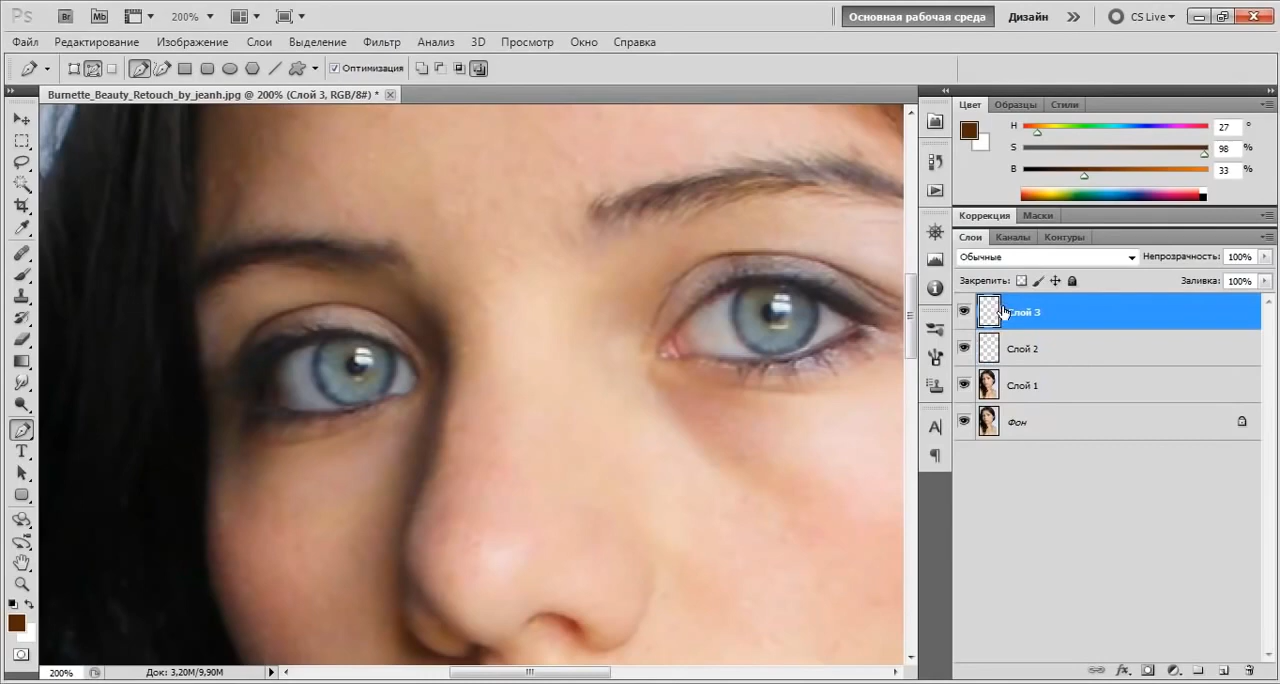 Ps Br Mb 200% Основная рабочая среда Дизайн CS Live
Файл Редактирование Изображение Слои Выделение Фильтр Анализ 3D Просмотр Окно Справка
Оптимизация
Burnette_Beauty_Retouch_by_jeanh.jpg @ 200% (Слой 3, RGB/8#) *
Цвет Образцы Стили
H 27 °
S 98 %
B 33 %
Коррекция Маски
Слои Каналы Контуры
Обычные Непрозрачность: 100%
Закрепить: Заливка: 100%
Слой 3
Слой 2
Слой 1
Фон
200% Док: 3,20M/9,90M